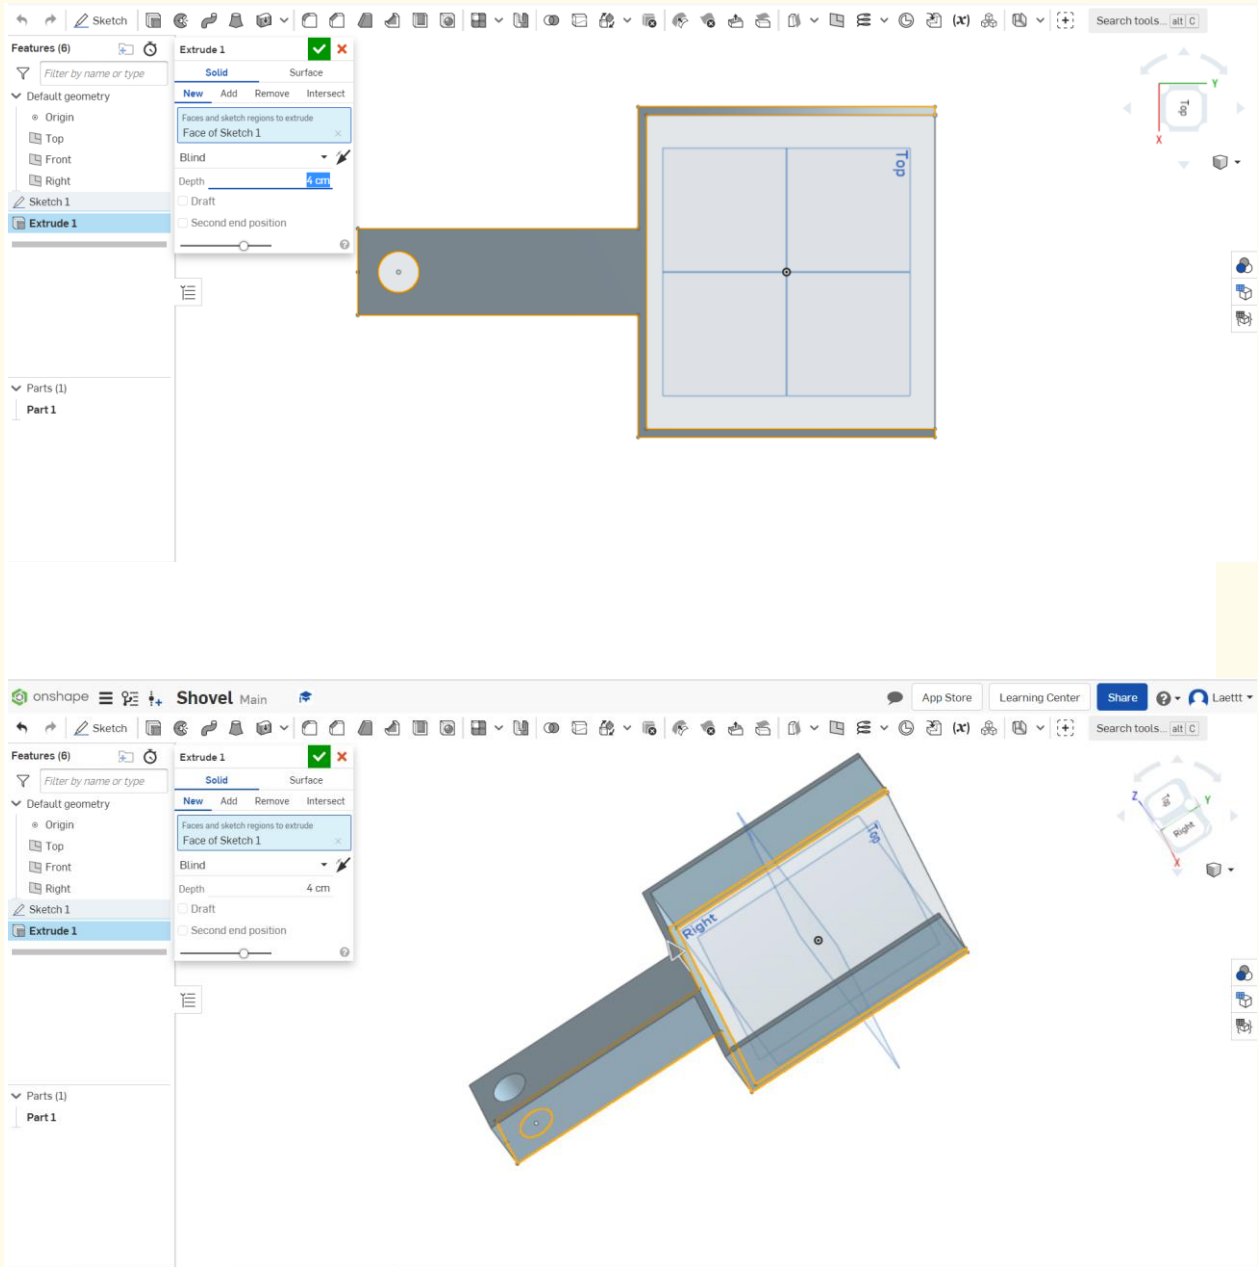 Sketch
Search tools... alt C
Features (6)
Filter by name or type
Default geometry
Origin
Top
Front
Right
Sketch 1
Extrude 1
Parts (1)
Part 1
Extrude 1
Solid Surface
New Add Remove Intersect
Faces and sketch regions to extrude
Face of Sketch 1
Blind
Depth 4 cm
Draft
Second end position
Top
Top
Y
X
onshape Shovel Main
App Store Learning Center Share Laettt
Sketch
Search tools... alt C
Features (6)
Filter by name or type
Default geometry
Origin
Top
Front
Right
Sketch 1
Extrude 1
Parts (1)
Part 1
Extrude 1
Solid Surface
New Add Remove Intersect
Faces and sketch regions to extrude
Face of Sketch 1
Blind
Depth 4 cm
Draft
Second end position
Top
Right
Z
Top
Y
Right
X